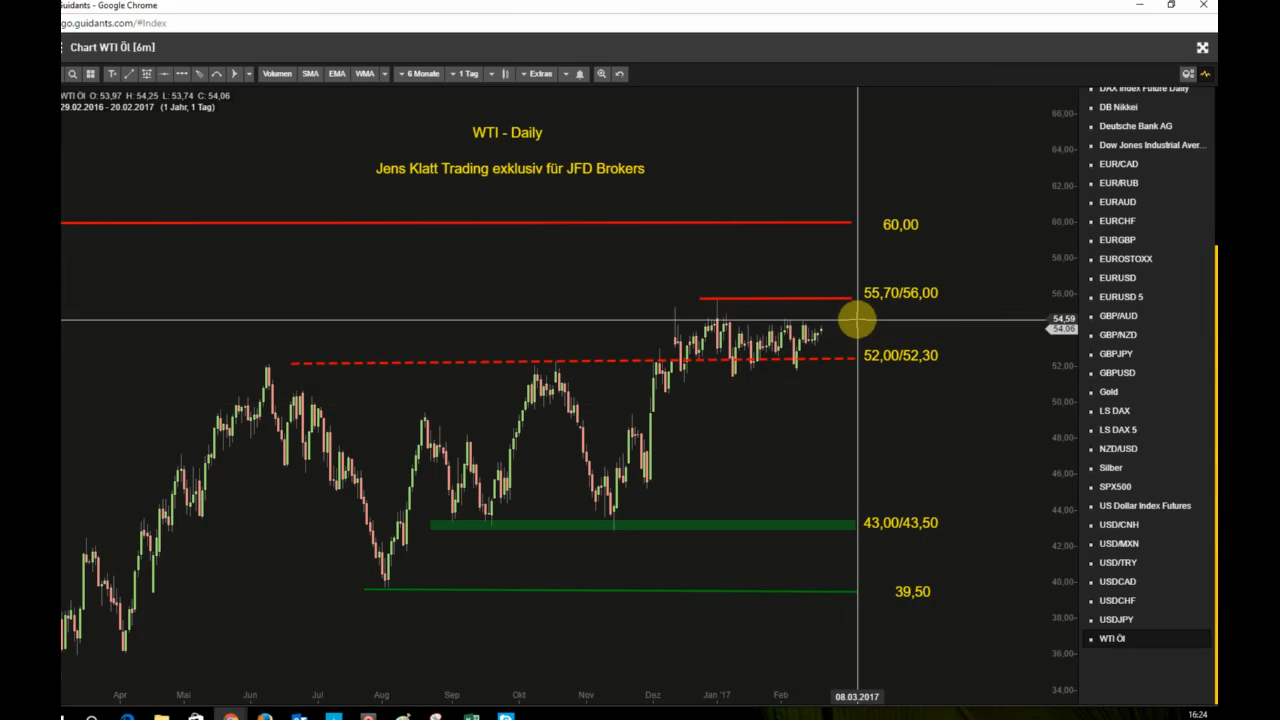 Guidants - Google Chrome
go.guidants.com/#Index
Chart WTI Öl [6m]
Volumen SMA EMA WMA 6 Monate 1 Tag Extras
WTI Öl O: 53,97 H: 54,25 L: 53,74 C: 54,06
29.02.2016 - 20.02.2017 (1 Jahr, 1 Tag)
WTI - Daily
Jens Klatt Trading exklusiv für JFD Brokers
60,00
55,70/56,00
52,00/52,30
43,00/43,50
39,50
66,00
64,00
62,00
60,00
58,00
56,00
54,59
54,06
52,00
50,00
48,00
46,00
44,00
42,00
40,00
38,00
36,00
34,00
Apr Mai Jun Jul Aug Sep Okt Nov Dez Jan '17 Feb 08.03.2017
DAX Index Future Daily
DB Nikkei
Deutsche Bank AG
Dow Jones Industrial Aver...
EUR/CAD
EUR/RUB
EURAUD
EURCHF
EURGBP
EUROSTOXX
EURUSD
EURUSD 5
GBP/AUD
GBP/NZD
GBPJPY
GBPUSD
Gold
LS DAX
LS DAX 5
NZD/USD
Silber
SPX500
US Dollar Index Futures
USD/CNH
USD/MXN
USD/TRY
USDCAD
USDCHF
USDJPY
WTI Öl
16:24